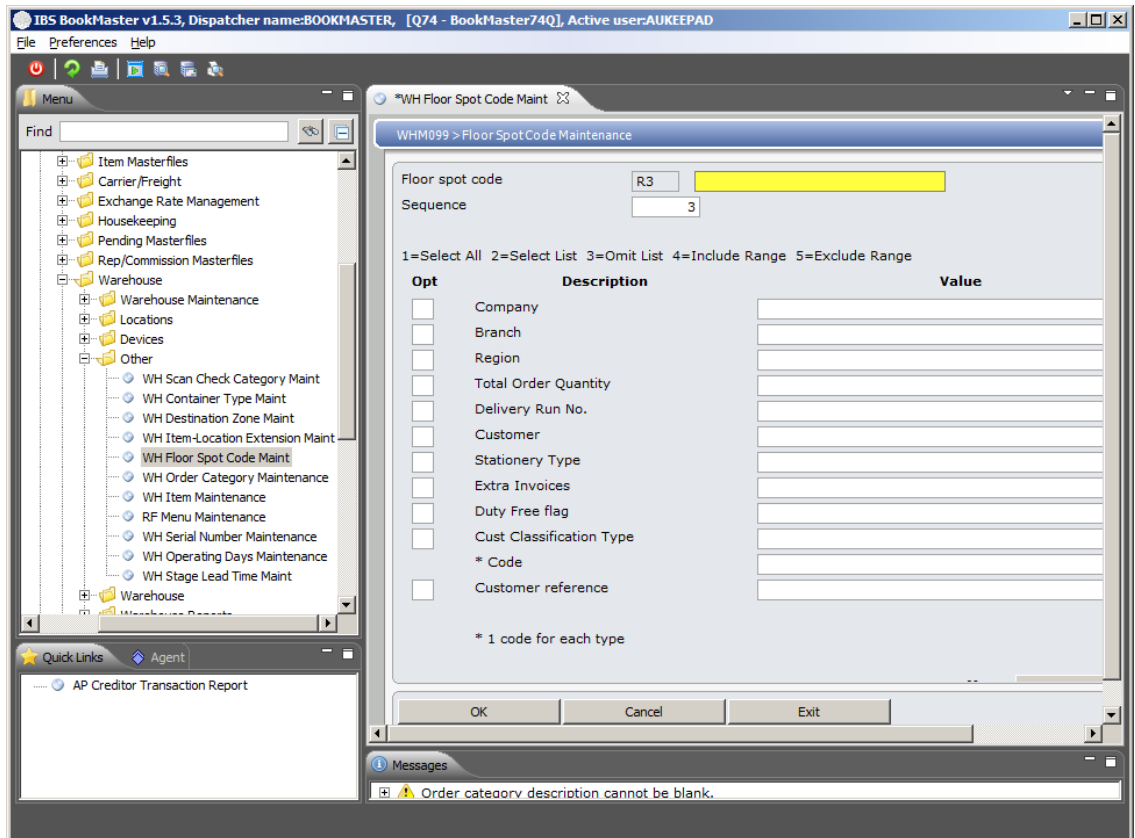 IBS BookMaster v1.5.3, Dispatcher name:BOOKMASTER, [Q74 - BookMaster74Q], Active user:AUKEEPAD
File Preferences Help
Menu
Find
Item Masterfiles
Carrier/Freight
Exchange Rate Management
Housekeeping
Pending Masterfiles
Rep/Commission Masterfiles
Warehouse
Warehouse Maintenance
Locations
Devices
Other
WH Scan Check Category Maint
WH Container Type Maint
WH Destination Zone Maint
WH Item-Location Extension Maint
WH Floor Spot Code Maint
WH Order Category Maintenance
WH Item Maintenance
RF Menu Maintenance
WH Serial Number Maintenance
WH Operating Days Maintenance
WH Stage Lead Time Maint
Warehouse
Warehouse Reports
Quick Links Agent
AP Creditor Transaction Report
*WH Floor Spot Code Maint
WHM099 > Floor Spot Code Maintenance
Floor spot code R3
Sequence 3
1=Select All 2=Select List 3=Omit List 4=Include Range 5=Exclude Range
Opt Description Value
Company
Branch
Region
Total Order Quantity
Delivery Run No.
Customer
Stationery Type
Extra Invoices
Duty Free flag
Cust Classification Type
* Code
Customer reference
* 1 code for each type
OK Cancel Exit
Messages
Order category description cannot be blank.